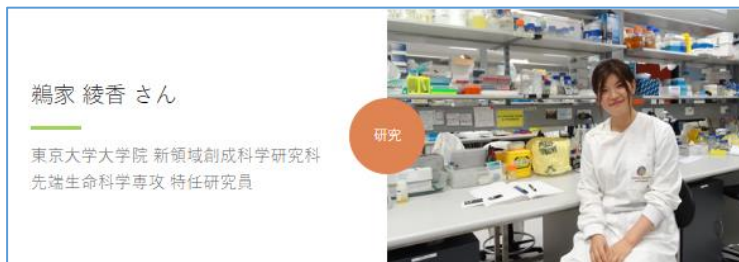 鵜家 綾香 さん
東京大学大学院 新領域創成科学研究科
先端生命科学専攻 特任研究員
研究